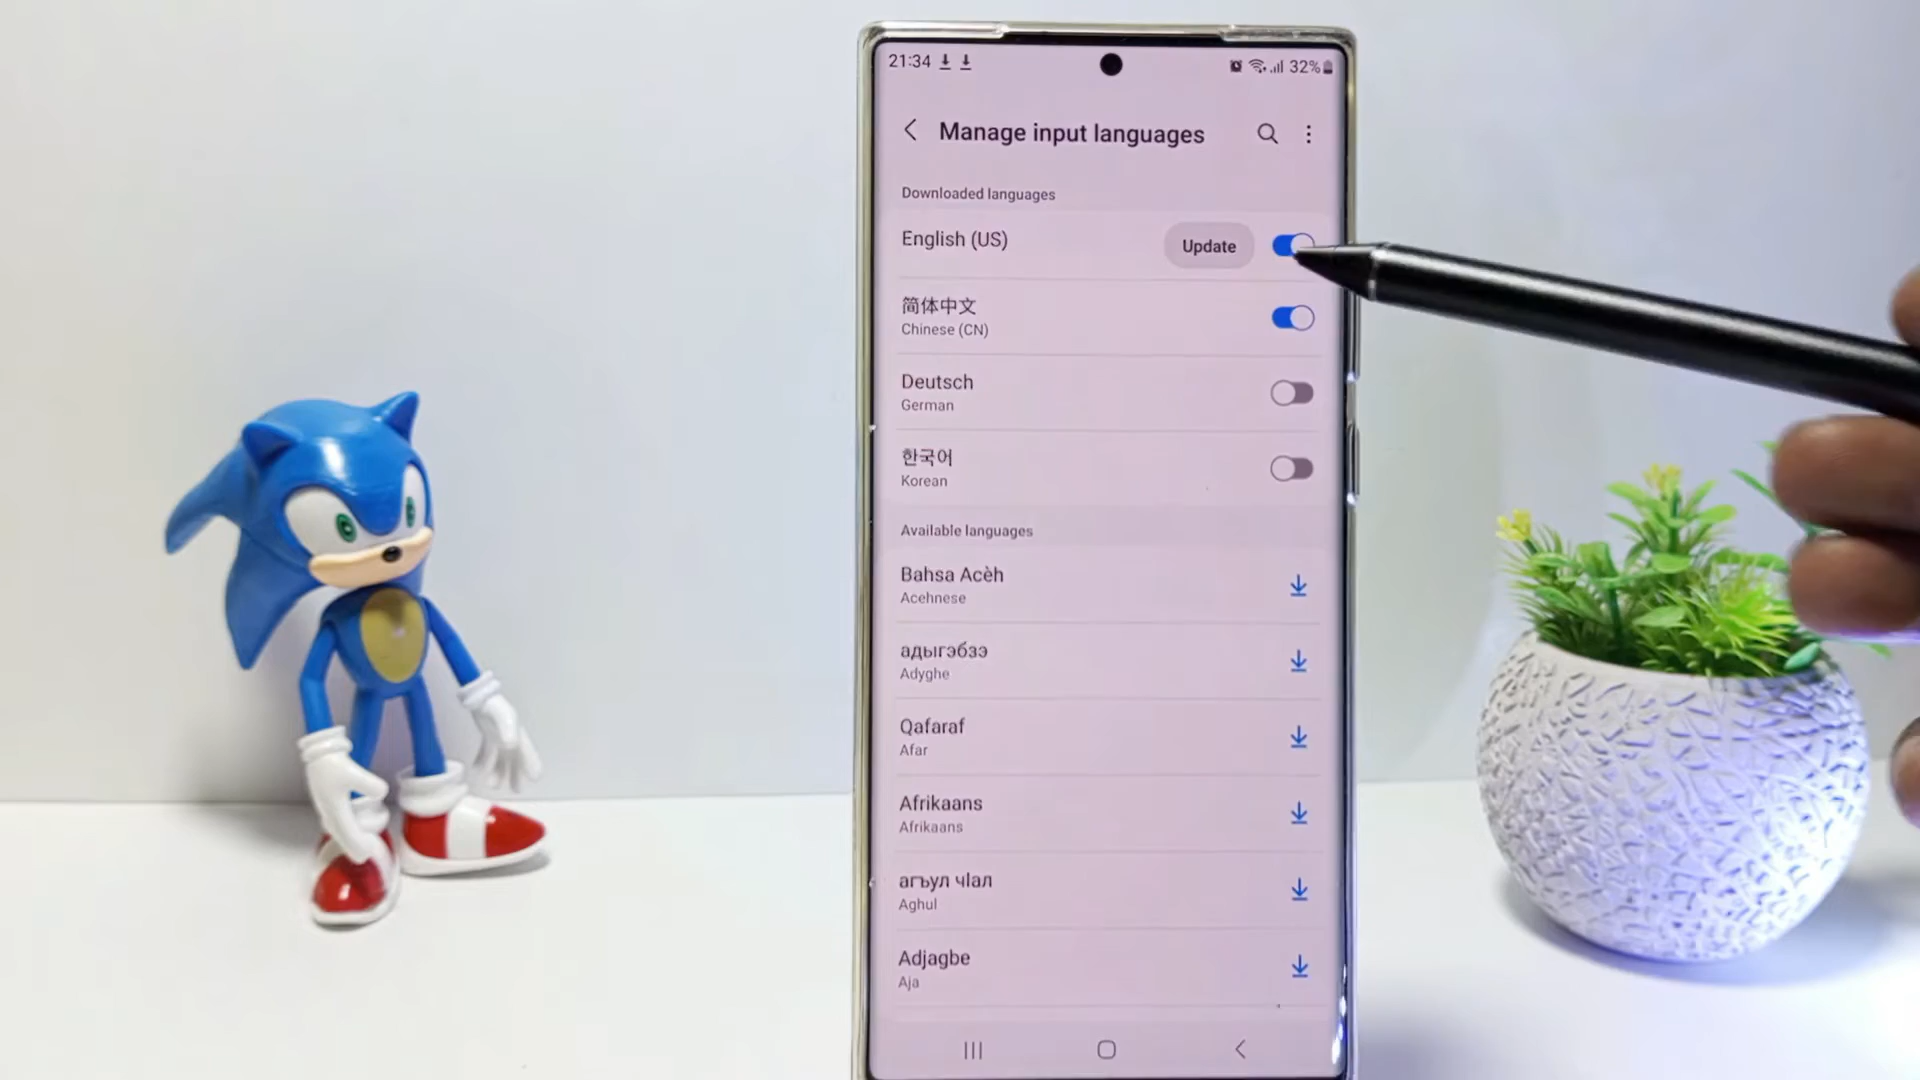 21:34
32%
Manage input languages
Downloaded languages
English (US)
Update
简体中文
Chinese (CN)
Deutsch
German
한국어
Korean
Available languages
Bahsa Acèh
Acehnese
адыгэбзэ
Adyghe
Qafaraf
Afar
Afrikaans
Afrikaans
агъул чӏал
Aghul
Adjagbe
Aja